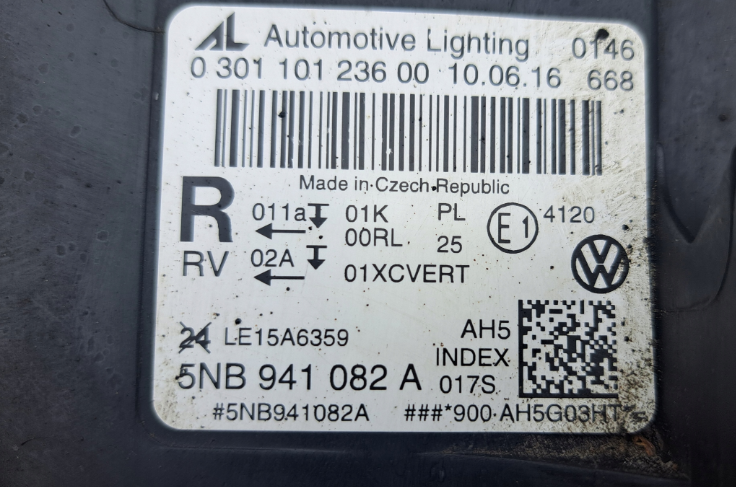 AL Automotive Lighting 0146
0 301 101 236 00 10.06.16 668
Made in Czech Republic
R 011a 01K PL E1 4120
00RL 25
RV 02A 01XCVERT
VW
24 LE15A6359 AH5
INDEX
5NB 941 082 A 017S
#5NB941082A ###*900 AH5G03HT*=